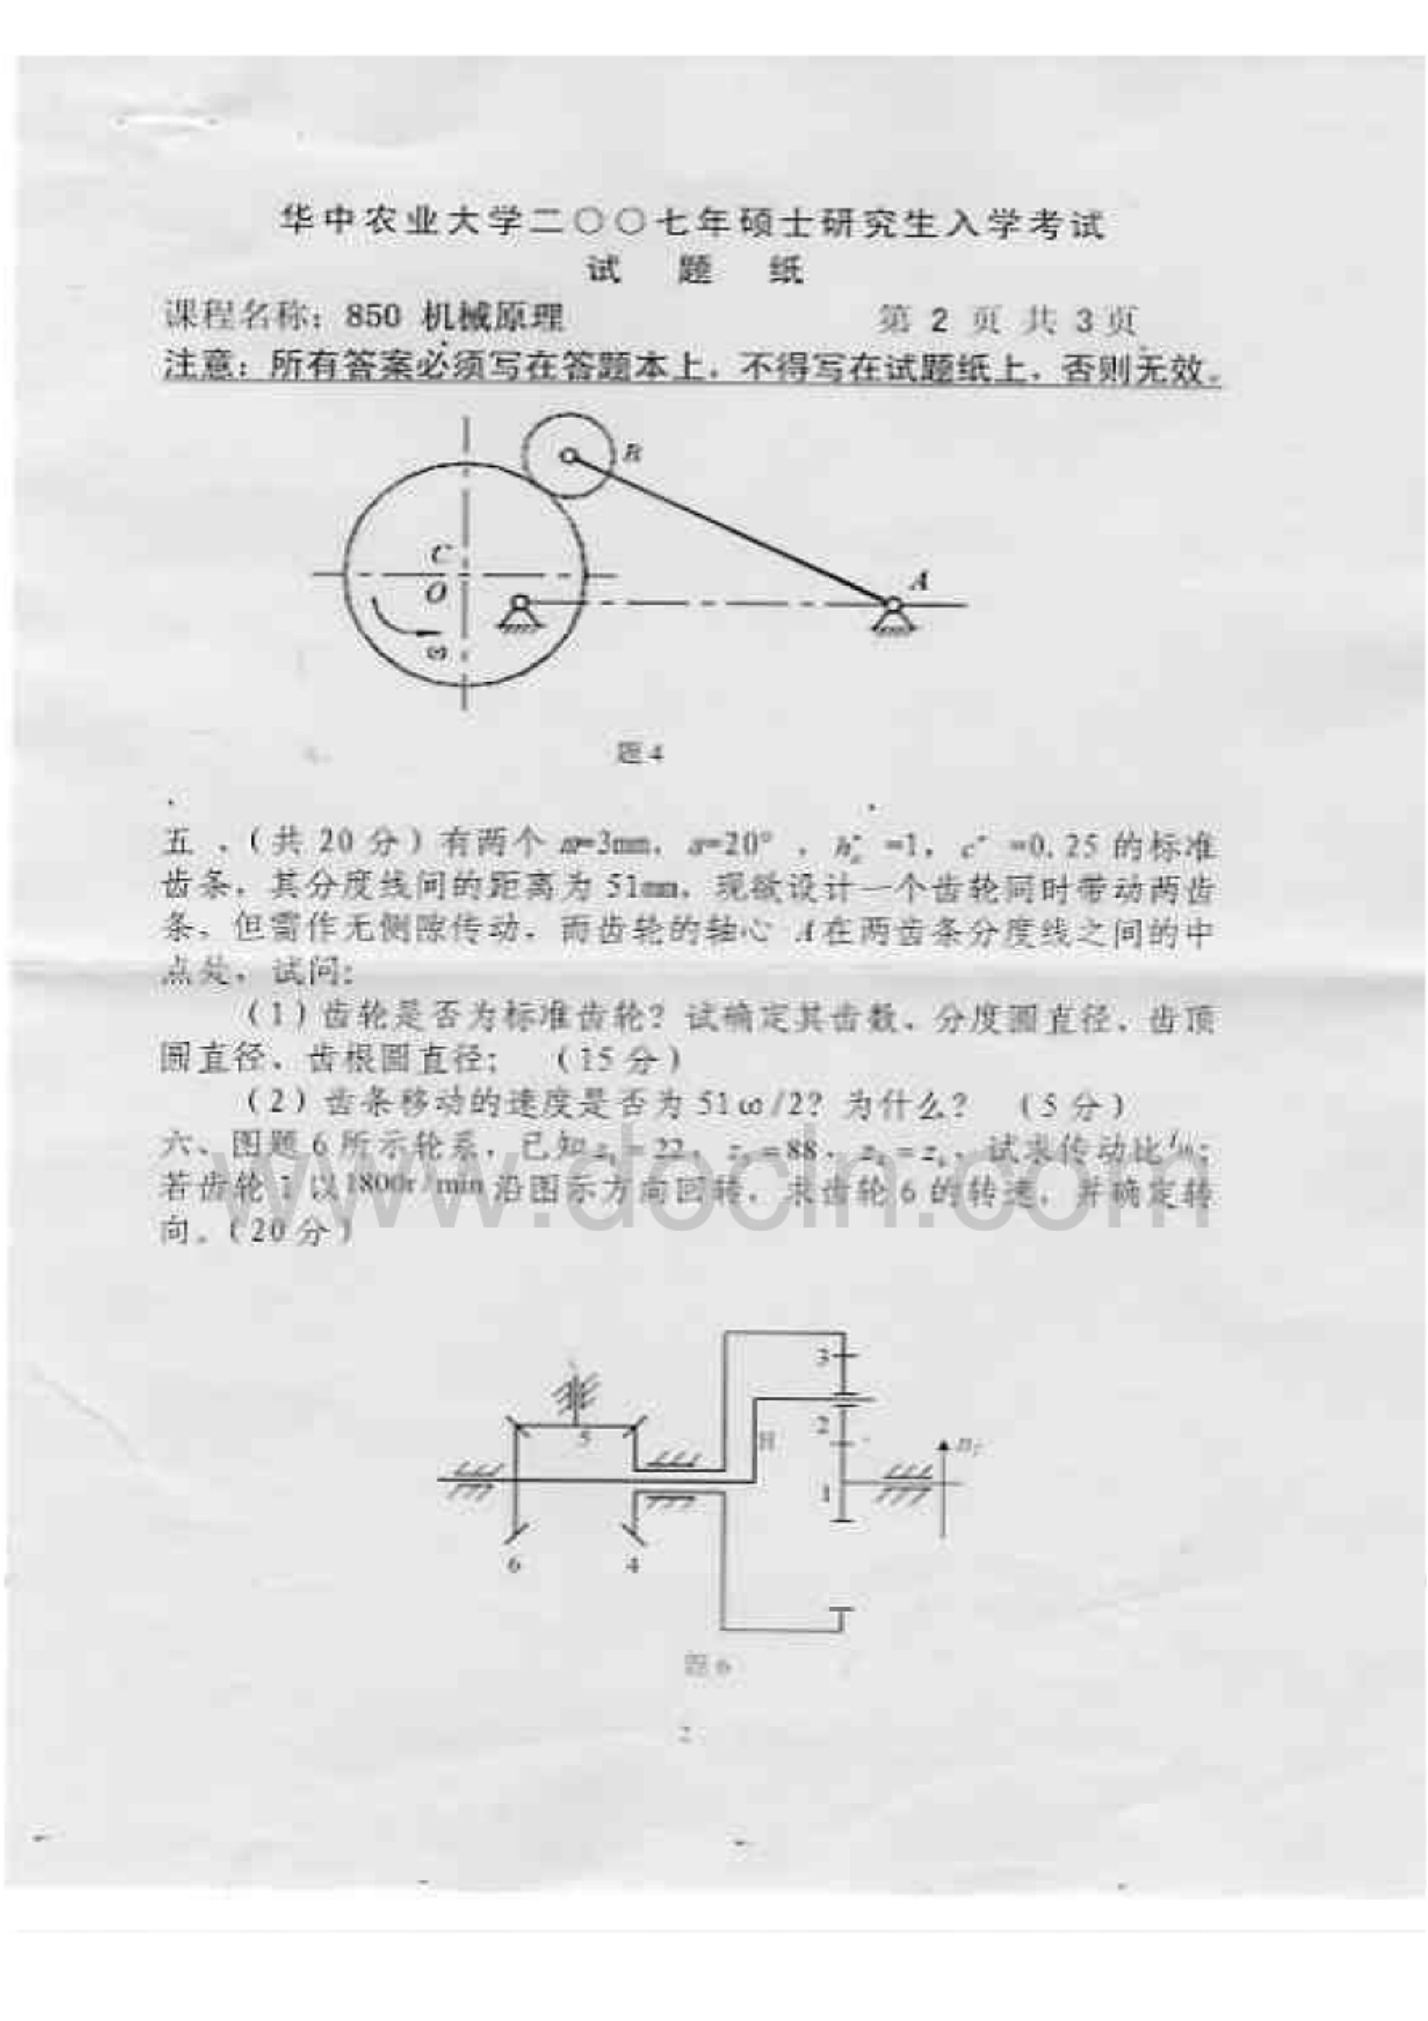 华中农业大学二〇〇七年硕士研究生入学考试
试 题 纸
课程名称：850 机械原理 第 2 页 共 3 页
注意：所有答案必须写在答题本上，不得写在试题纸上，否则无效。
B
C
O
A
ω
题4
五、（共 20 分）有两个 m=3mm，α=20°，h*a=1，c*=0.25 的标准
齿条，其分度线间的距离为 51mm，现欲设计一个齿轮同时带动两齿
条，但需作无侧隙传动，而齿轮的轴心 A 在两齿条分度线之间的中
点处，试问：
（1）齿轮是否为标准齿轮？试确定其齿数、分度圆直径、齿顶
圆直径、齿根圆直径； （15 分）
（2）齿条移动的速度是否为 51ω/2？为什么？ （5 分）
六、图题 6 所示轮系，已知 =22， =88， ，试求传动比 ；
若齿轮 1 以 1800r/min 沿图示方向回转，求齿轮 6 的转速，并确定转
向。（20 分）
www.docin.com
3
5
2
H
1
6
4
题6
2